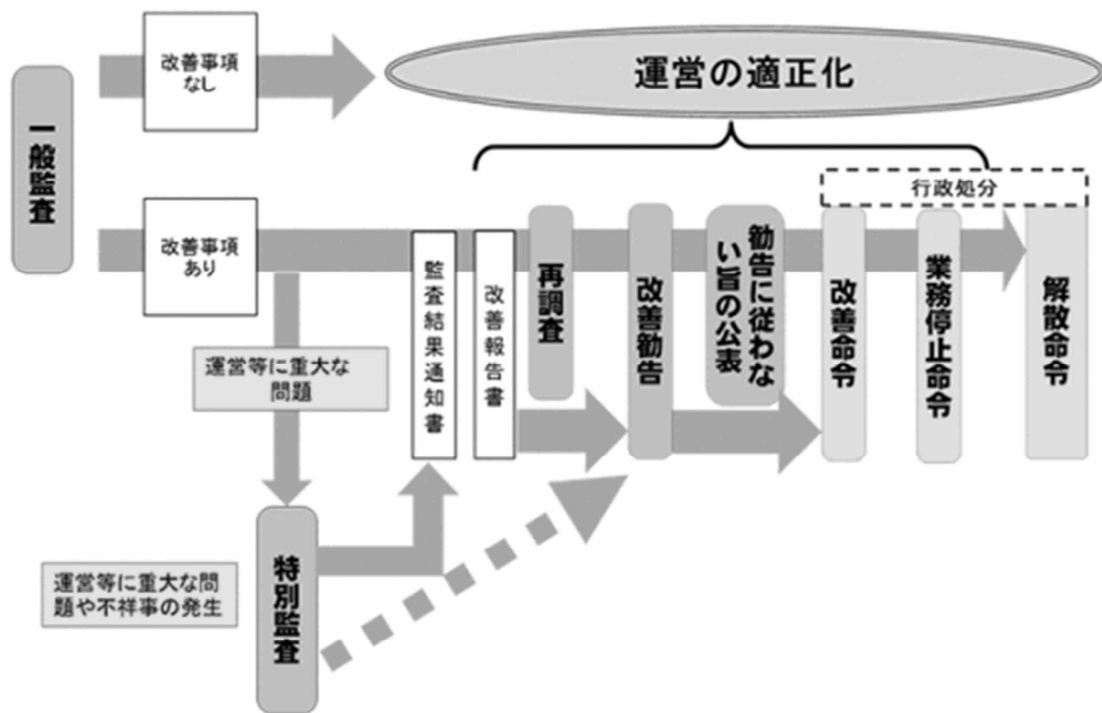 改善事項
なし
運営の適正化
一般監査
行政処分
改善事項
あり
監査結果通知書
改善報告書
再調査
改善勧告
勧告に従わな
い旨の公表
改善命令
業務停止命令
解散命令
運営等に重大な
問題
特別監査
運営等に重大な問
題や不祥事の発生